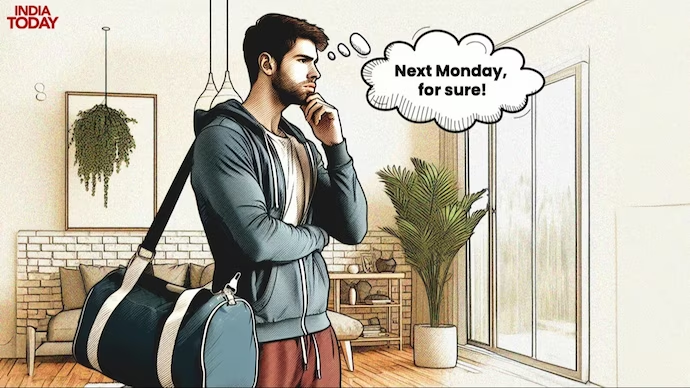 INDIA
TODAY
Next Monday,
for sure!